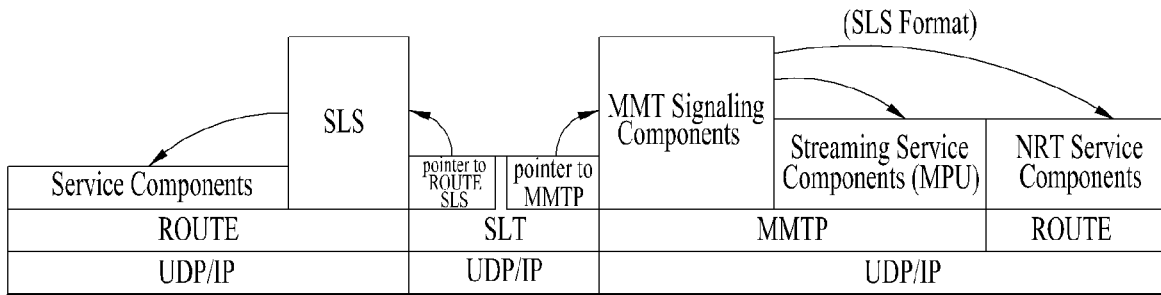 (SLS Format)
SLS
MMT Signaling
Components
Service Components
pointer to
ROUTE
SLS
pointer to
MMTP
Streaming Service
Components (MPU)
NRT Service
Components
ROUTE
SLT
MMTP
ROUTE
UDP/IP
UDP/IP
UDP/IP